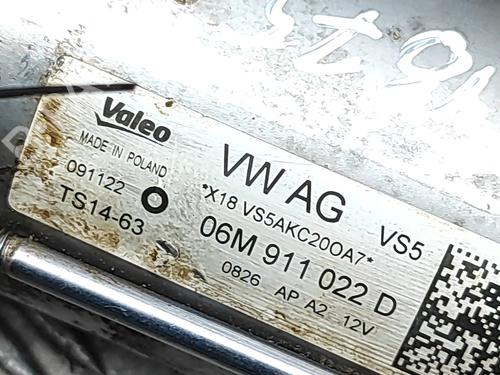 Valeo
MADE IN POLAND
091122
TS14-63
VW AG
VS5
*X18 VS5AKC20OA7*
06M 911 022 D
0826 AP A2 12V